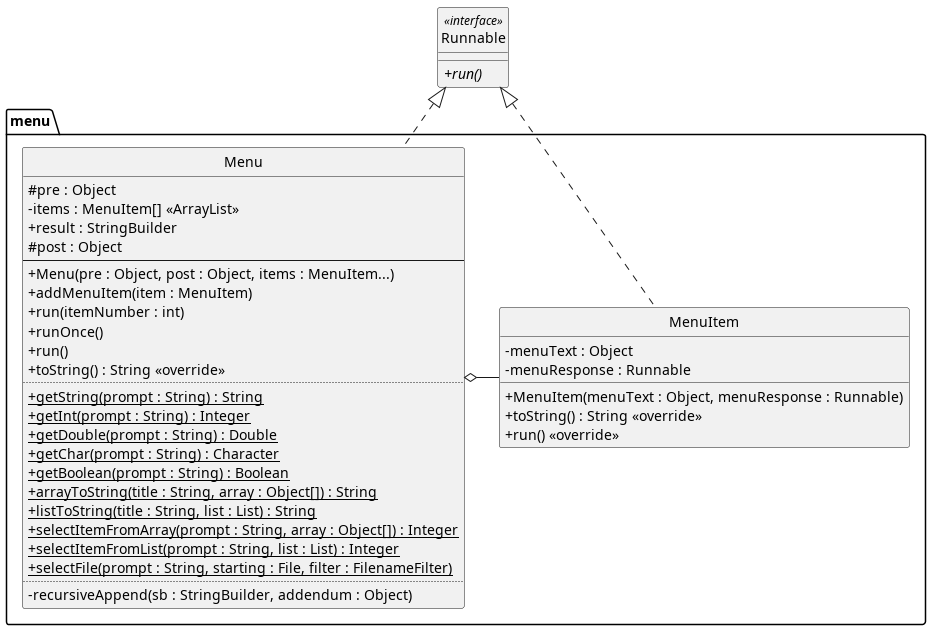 «interface»
Runnable
+run()
menu
Menu
#pre : Object
-items : MenuItem[] «ArrayList»
+result : StringBuilder
#post : Object
+Menu(pre : Object, post : Object, items : MenuItem...)
+addMenuItem(item : MenuItem)
+run(itemNumber : int)
+runOnce()
+run()
+toString() : String «override»
+getString(prompt : String) : String
+getInt(prompt : String) : Integer
+getDouble(prompt : String) : Double
+getChar(prompt : String) : Character
+getBoolean(prompt : String) : Boolean
+arrayToString(title : String, array : Object[]) : String
+listToString(title : String, list : List) : String
+selectItemFromArray(prompt : String, array : Object[]) : Integer
+selectItemFromList(prompt : String, list : List) : Integer
+selectFile(prompt : String, starting : File, filter : FilenameFilter)
-recursiveAppend(sb : StringBuilder, addendum : Object)
MenuItem
-menuText : Object
-menuResponse : Runnable
+MenuItem(menuText : Object, menuResponse : Runnable)
+toString() : String «override»
+run() «override»